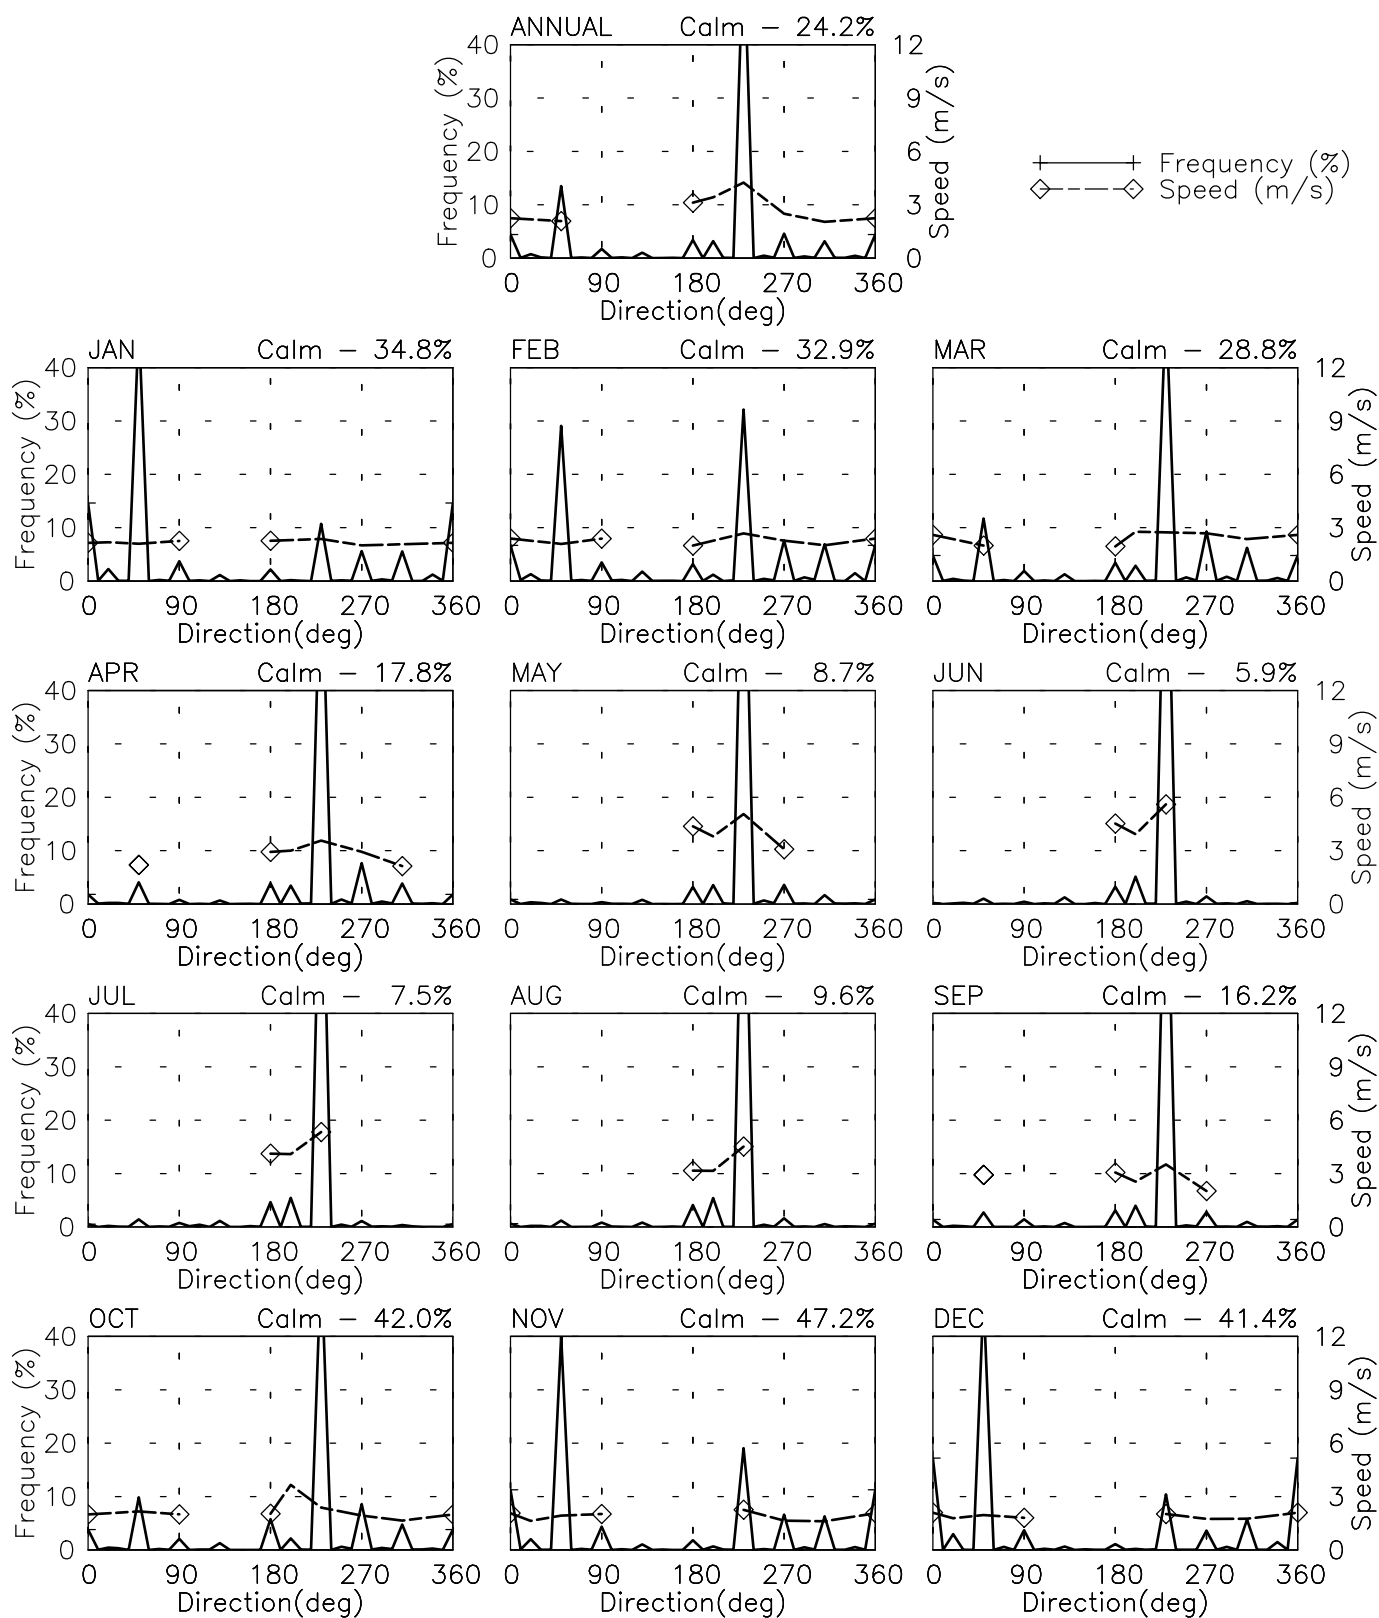 ANNUAL Calm - 24.2%
40 12
30 9
20 6
10 3
0 0
Frequency (%)
Speed (m/s)
0 90 180 270 360
Direction(deg)
Frequency (%)
Speed (m/s)
JAN Calm - 34.8% FEB Calm - 32.9% MAR Calm - 28.8%
40 12
30 9
20 6
10 3
0 0
Frequency (%)
Speed (m/s)
0 90 180 270 360 0 90 180 270 360 0 90 180 270 360
Direction(deg) Direction(deg) Direction(deg)
APR Calm - 17.8% MAY Calm - 8.7% JUN Calm - 5.9%
40 12
30 9
20 6
10 3
0 0
Frequency (%)
Speed (m/s)
0 90 180 270 360 0 90 180 270 360 0 90 180 270 360
Direction(deg) Direction(deg) Direction(deg)
JUL Calm - 7.5% AUG Calm - 9.6% SEP Calm - 16.2%
40 12
30 9
20 6
10 3
0 0
Frequency (%)
Speed (m/s)
0 90 180 270 360 0 90 180 270 360 0 90 180 270 360
Direction(deg) Direction(deg) Direction(deg)
OCT Calm - 42.0% NOV Calm - 47.2% DEC Calm - 41.4%
40 12
30 9
20 6
10 3
0 0
Frequency (%)
Speed (m/s)
0 90 180 270 360 0 90 180 270 360 0 90 180 270 360
Direction(deg) Direction(deg) Direction(deg)